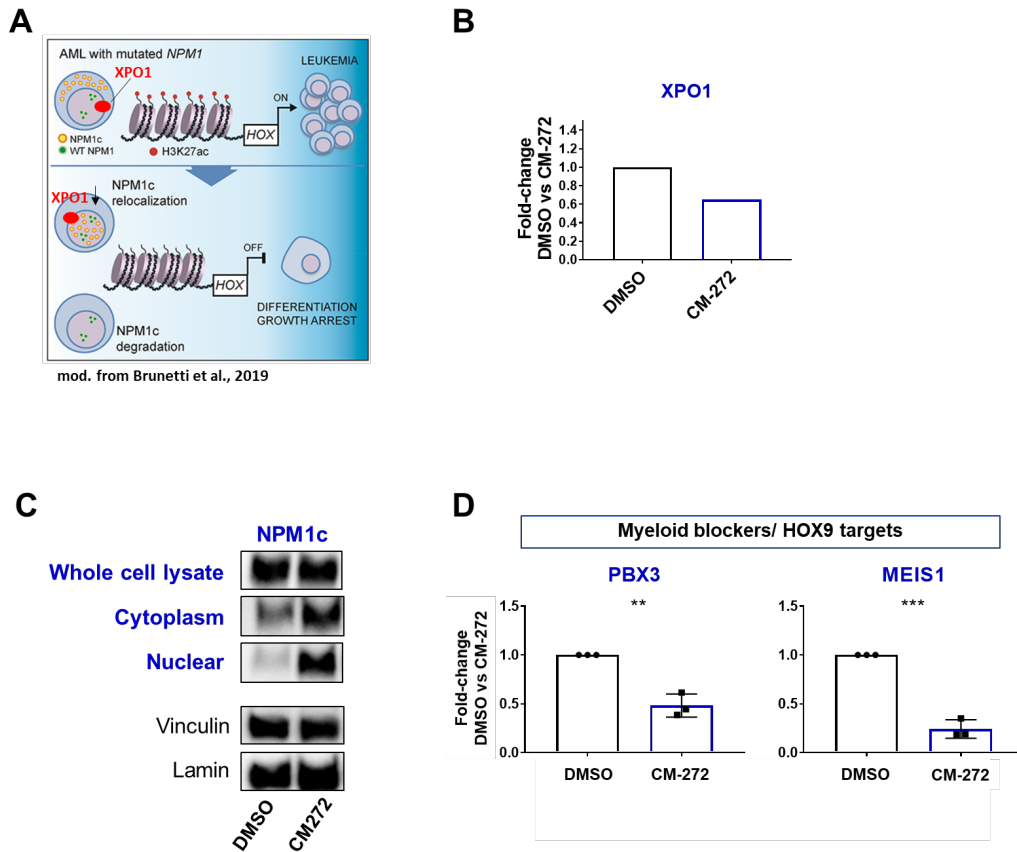 A
AML with mutated NPM1
XPO1
LEUKEMIA
ON
HOX
NPM1c
WT NPM1
H3K27ac
NPM1c
relocalization
XPO1
OFF
HOX
DIFFERENTIATION
GROWTH ARREST
NPM1c
degradation
mod. from Brunetti et al., 2019
B
XPO1
Fold-change
DMSO vs CM-272
1.4
1.2
1.0
0.8
0.6
0.4
0.2
0.0
DMSO
CM-272
C
NPM1c
Whole cell lysate
Cytoplasm
Nuclear
Vinculin
Lamin
DMSO
CM272
D
Myeloid blockers/ HOX9 targets
PBX3
Fold-change
DMSO vs CM-272
1.5
1.0
0.5
0.0
**
DMSO
CM-272
MEIS1
1.5
1.0
0.5
0.0
***
DMSO
CM-272